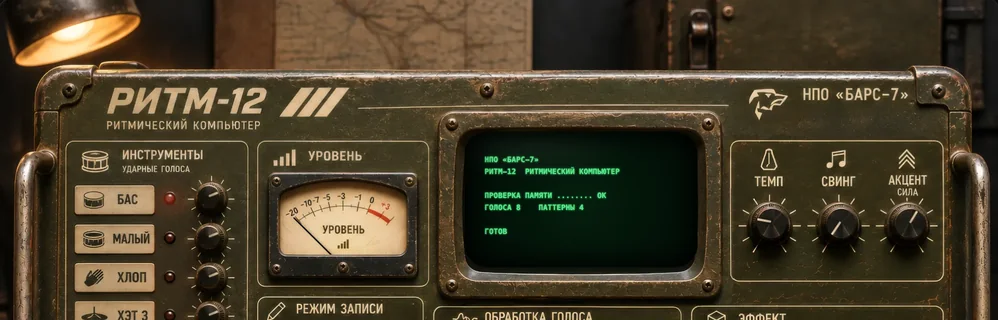 РИТМ-12
РИТМИЧЕСКИЙ КОМПЬЮТЕР
НПО «БАРС-7»
ИНСТРУМЕНТЫ
УДАРНЫЕ ГОЛОСА
БАС
МАЛЫЙ
ХЛОП
ХЭТ З
УРОВЕНЬ
-20 -10 -7 -5 -3 -1 0 +3
УРОВЕНЬ
РЕЖИМ ЗАПИСИ
НПО «БАРС-7»
РИТМ-12 РИТМИЧЕСКИЙ КОМПЬЮТЕР
ПРОВЕРКА ПАМЯТИ ........ ОК
ГОЛОСА 8 ПАТТЕРНЫ 4
ГОТОВ
ОБРАБОТКА ГОЛОСА
ТЕМП
СВИНГ
АКЦЕНТ
СИЛА
ЭФФЕКТ